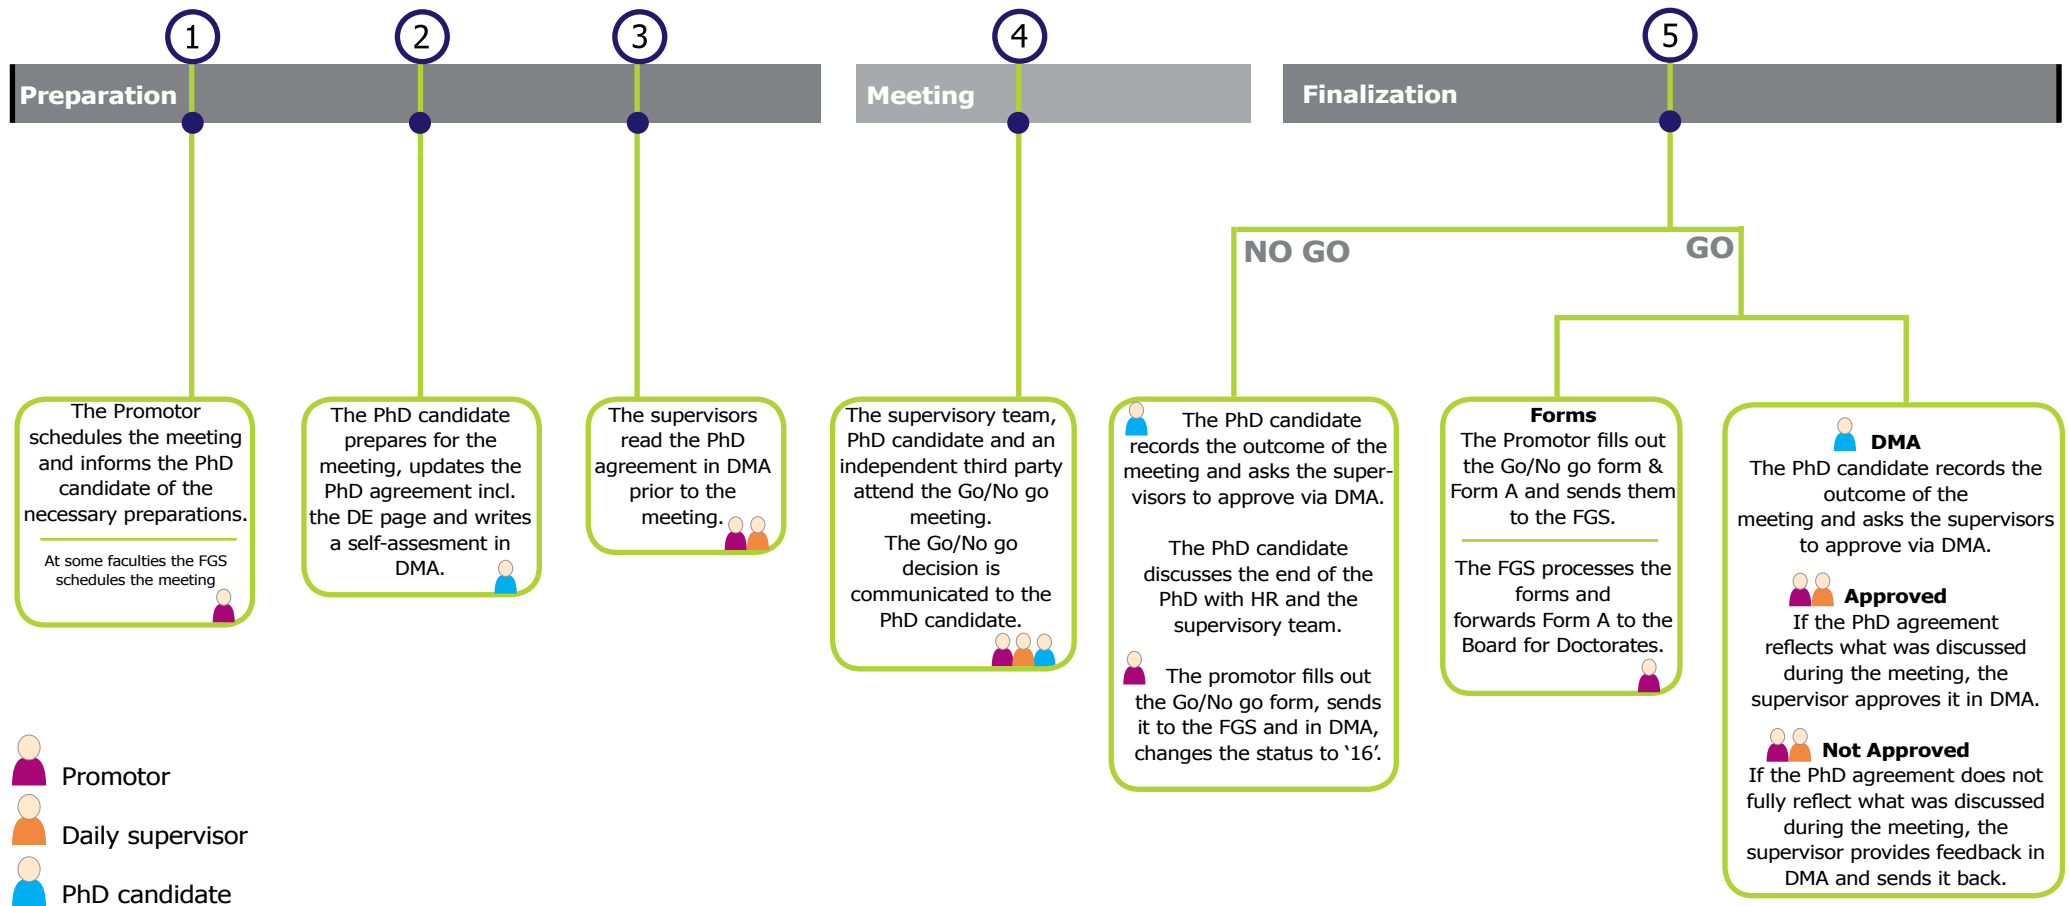 1
2
3
4
5
Preparation
Meeting
Finalization
NO GO
GO
The Promotor
schedules the meeting
and informs the PhD
candidate of the
necessary preparations.
At some faculties the FGS
schedules the meeting
The PhD candidate
prepares for the
meeting, updates the
PhD agreement incl.
the DE page and writes
a self-assesment in
DMA.
The supervisors
read the PhD
agreement in DMA
prior to the
meeting.
The supervisory team,
PhD candidate and an
independent third party
attend the Go/No go
meeting.
The Go/No go
decision is
communicated to the
PhD candidate.
The PhD candidate
records the outcome of the
meeting and asks the super-
visors to approve via DMA.
The PhD candidate
discusses the end of the
PhD with HR and the
supervisory team.
The promotor fills out
the Go/No go form, sends
it to the FGS and in DMA,
changes the status to ‘16’.
Forms
The Promotor fills out
the Go/No go form &
Form A and sends them
to the FGS.
The FGS processes the
forms and
forwards Form A to the
Board for Doctorates.
DMA
The PhD candidate records the
outcome of the
meeting and asks the supervisors
to approve via DMA.
Approved
If the PhD agreement
reflects what was discussed
during the meeting, the
supervisor approves it in DMA.
Not Approved
If the PhD agreement does not
fully reflect what was discussed
during the meeting, the
supervisor provides feedback in
DMA and sends it back.
Promotor
Daily supervisor
PhD candidate